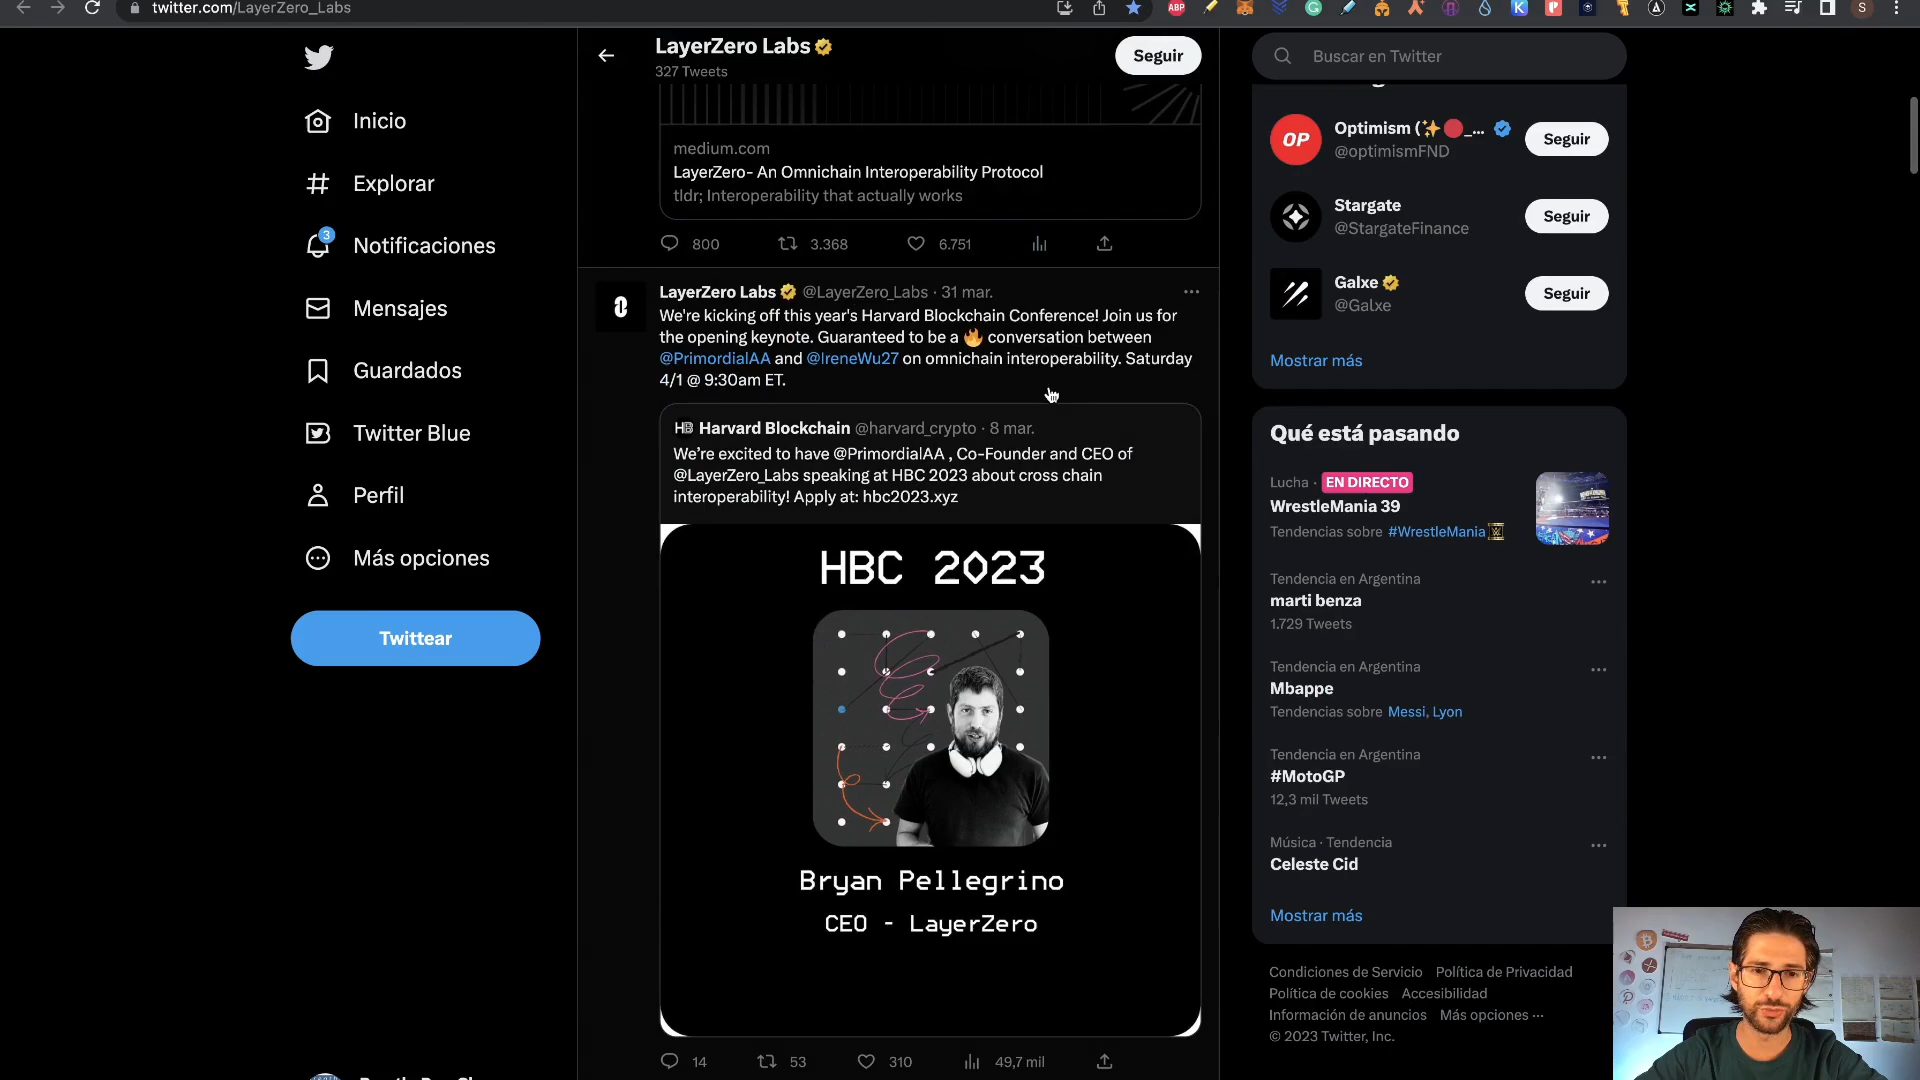 twitter.com/LayerZero_Labs
ABP
S
Inicio
Explorar
3
Notificaciones
Mensajes
Guardados
Twitter Blue
Perfil
Más opciones
Twittear
LayerZero Labs
327 Tweets
Seguir
medium.com
LayerZero- An Omnichain Interoperability Protocol
tldr; Interoperability that actually works
800 3.368 6.751
LayerZero Labs @LayerZero_Labs · 31 mar.
We're kicking off this year's Harvard Blockchain Conference! Join us for
the opening keynote. Guaranteed to be a 🔥 conversation between
@PrimordialAA and @IreneWu27 on omnichain interoperability. Saturday
4/1 @ 9:30am ET.
HB Harvard Blockchain @harvard_crypto · 8 mar.
We're excited to have @PrimordialAA , Co-Founder and CEO of
@LayerZero_Labs speaking at HBC 2023 about cross chain
interoperability! Apply at: hbc2023.xyz
HBC 2023
Bryan Pellegrino
CEO - LayerZero
14 53 310 49,7 mil
Buscar en Twitter
OP
Optimism (✨🔴_...
@optimismFND
Seguir
Stargate
@StargateFinance
Seguir
Galxe
@Galxe
Seguir
Mostrar más
Qué está pasando
Lucha · EN DIRECTO
WrestleMania 39
Tendencias sobre #WrestleMania
Tendencia en Argentina
marti benza
1.729 Tweets
Tendencia en Argentina
Mbappe
Tendencias sobre Messi, Lyon
Tendencia en Argentina
#MotoGP
12,3 mil Tweets
Música · Tendencia
Celeste Cid
Mostrar más
Condiciones de Servicio Política de Privacidad
Política de cookies Accesibilidad
Información de anuncios Más opciones ···
© 2023 Twitter, Inc.